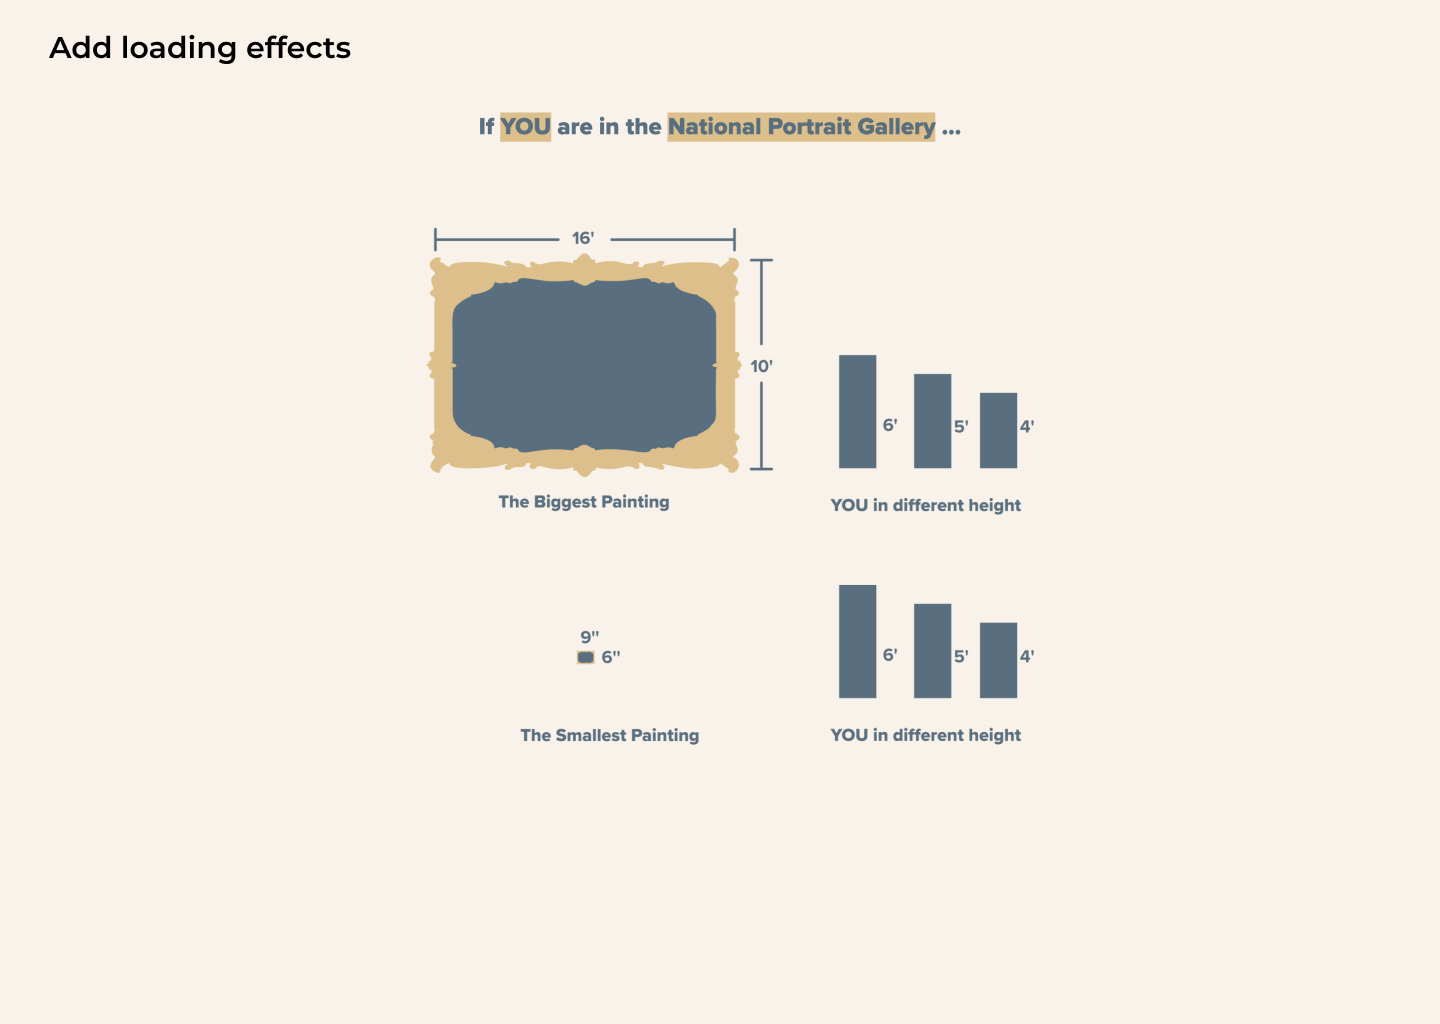 Add loading effects
If YOU are in the National Portrait Gallery ...
16'
10'
6'
5'
4'
The Biggest Painting
YOU in different height
9"
6"
6'
5'
4'
The Smallest Painting
YOU in different height